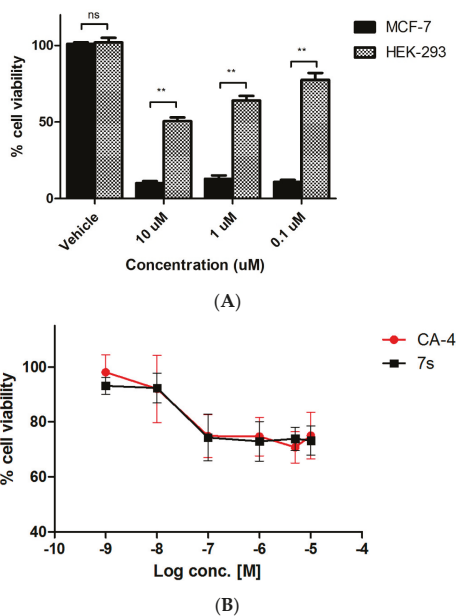 ns
MCF-7
HEK-293
**
**
**
% cell viability
100
50
0
Vehicle
10 uM
1 uM
0.1 uM
Concentration (uM)
(A)
CA-4
7s
% cell viability
100
80
60
40
-10 -9 -8 -7 -6 -5 -4
Log conc. [M]
(B)